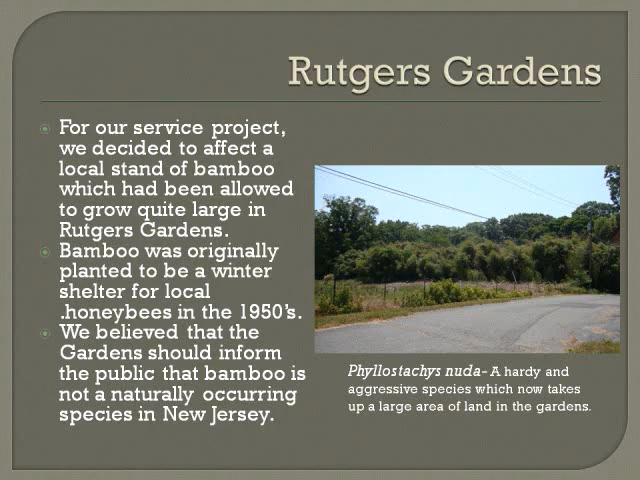 Rutgers Gardens
For our service project,
we decided to affect a
local stand of bamboo
which had been allowed
to grow quite large in
Rutgers Gardens.
Bamboo was originally
planted to be a winter
shelter for local
.honeybees in the 1950’s.
We believed that the
Gardens should inform
the public that bamboo is
not a naturally occurring
species in New Jersey.
Phyllostachys nuda- A hardy and
aggressive species which now takes
up a large area of land in the gardens.